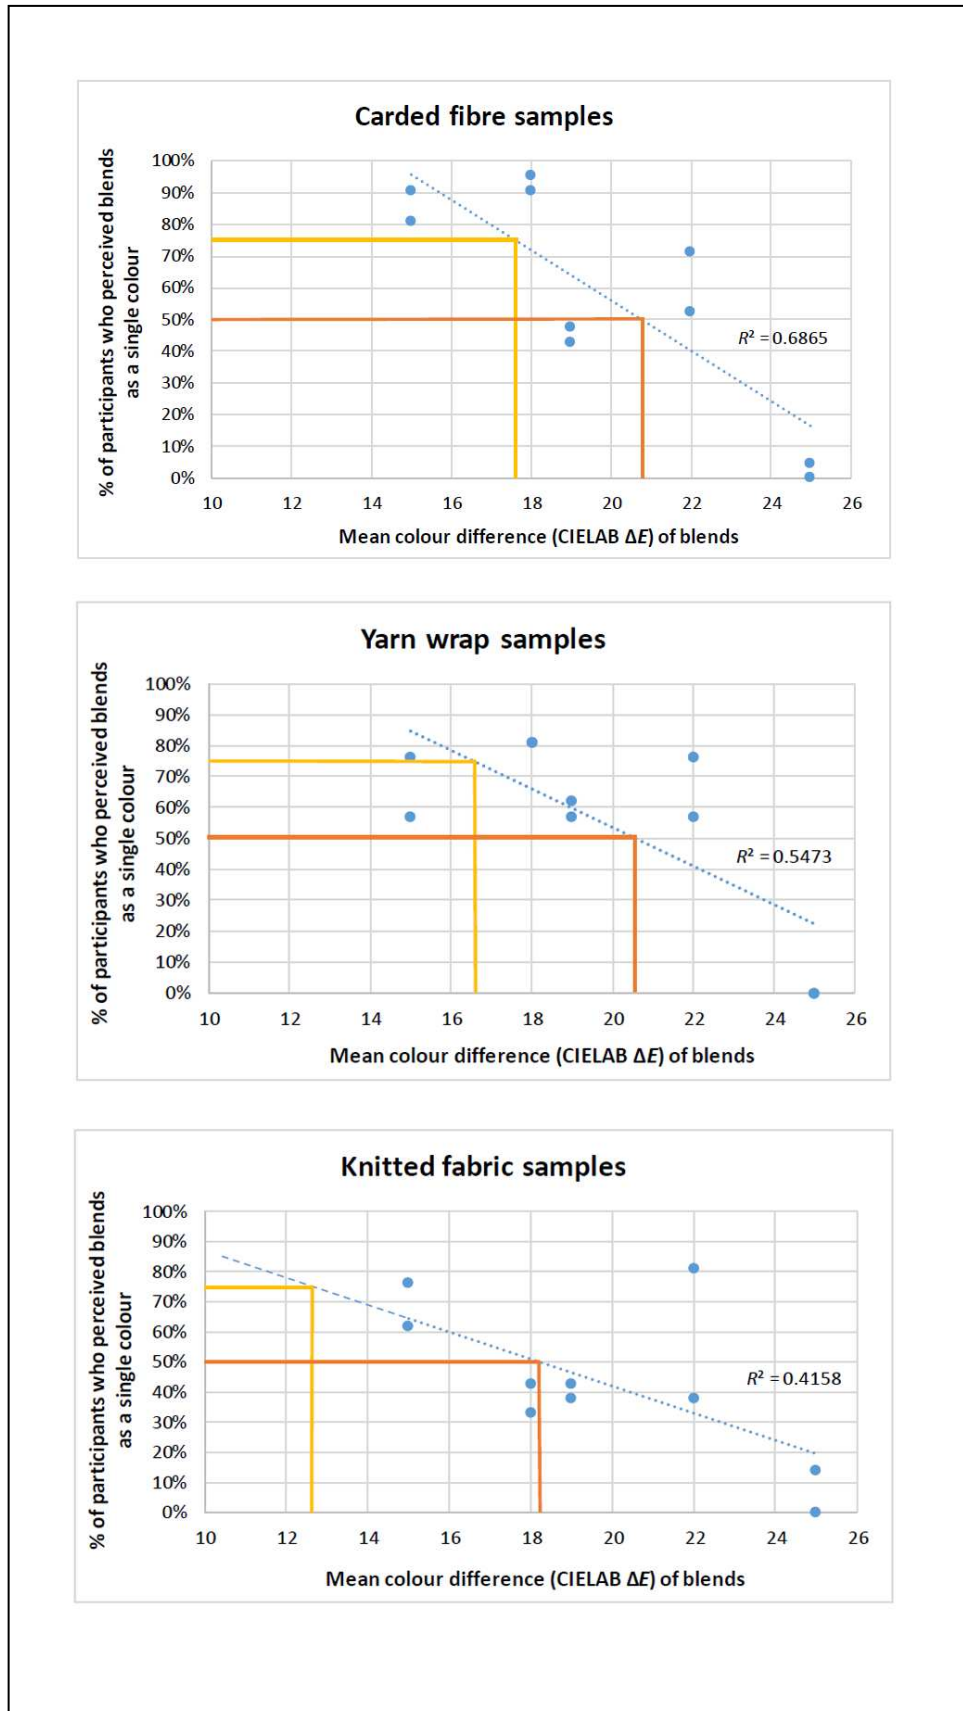 Carded fibre samples
% of participants who perceived blends
as a single colour
100%
90%
80%
70%
60%
50%
40%
30%
20%
10%
0%
R² = 0.6865
10 12 14 16 18 20 22 24 26
Mean colour difference (CIELAB ΔE) of blends
Yarn wrap samples
% of participants who perceived blends
as a single colour
100%
90%
80%
70%
60%
50%
40%
30%
20%
10%
0%
R² = 0.5473
10 12 14 16 18 20 22 24 26
Mean colour difference (CIELAB ΔE) of blends
Knitted fabric samples
% of participants who perceived blends
as a single colour
100%
90%
80%
70%
60%
50%
40%
30%
20%
10%
0%
R² = 0.4158
10 12 14 16 18 20 22 24 26
Mean colour difference (CIELAB ΔE) of blends